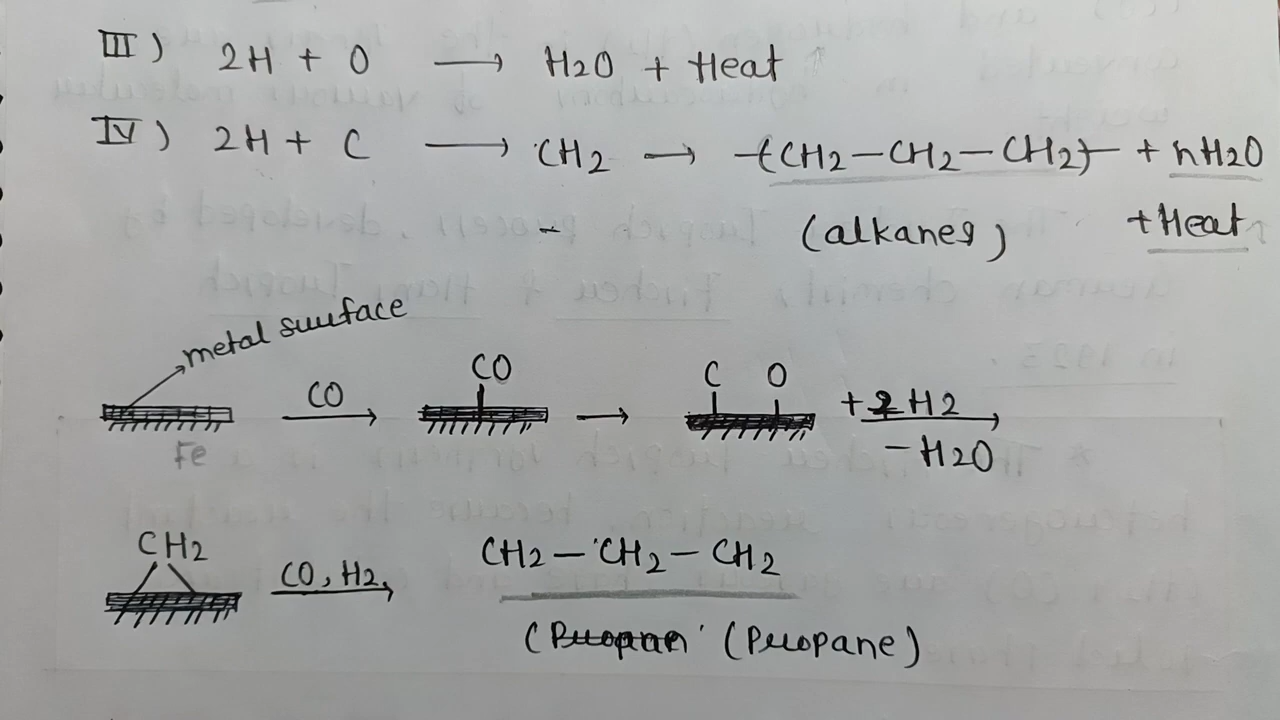 III) 2H + O → H2O + Heat↑
IV) 2H + C → CH2 → -(CH2-CH2-CH2)- + nH2O
(alkanes) + Heat↑
metal surface
CO CO C O + 2H2
Fe - H2O
CH2 CO, H2, CH2-CH2-CH2
(Propan (Propane)